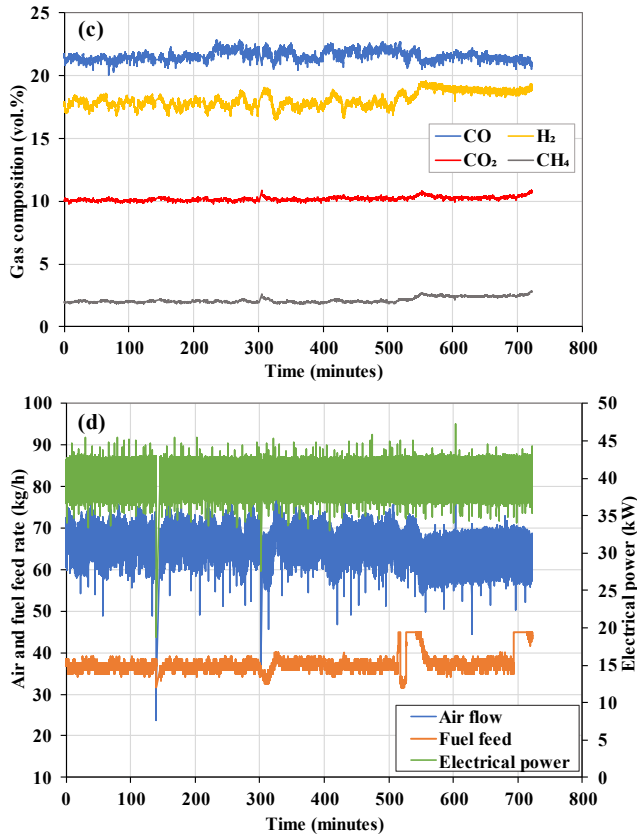 (c)
25
20
15
10
5
0
Gas composition (vol.%)
CO
H₂
CO₂
CH₄
0 100 200 300 400 500 600 700 800
Time (minutes)
(d)
100
90
80
70
60
50
40
30
20
10
Air and fuel feed rate (kg/h)
50
45
40
35
30
25
20
15
10
5
0
Electrical power (kW)
Air flow
Fuel feed
Electrical power
0 100 200 300 400 500 600 700 800
Time (minutes)